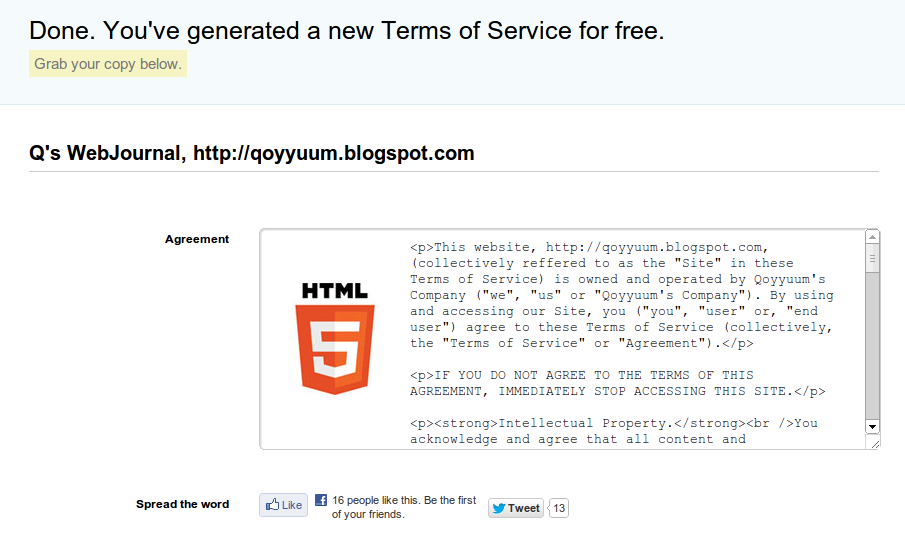 Done. You've generated a new Terms of Service for free.
Grab your copy below.
Q's WebJournal, http://qoyyuum.blogspot.com
Agreement
HTML
5
<p>This website, http://qoyyuum.blogspot.com,
(collectively reffered to as the "Site" in these
Terms of Service) is owned and operated by Qoyyuum's
Company ("we", "us" or "Qoyyuum's Company"). By using
and accessing our Site, you ("you", "user" or, "end
user") agree to these Terms of Service (collectively,
the "Terms of Service" or "Agreement").</p>
<p>IF YOU DO NOT AGREE TO THE TERMS OF THIS
AGREEMENT, IMMEDIATELY STOP ACCESSING THIS SITE.</p>
<p><strong>Intellectual Property.</strong><br />You
acknowledge and agree that all content and
Spread the word
Like
16 people like this. Be the first
of your friends.
Tweet
13